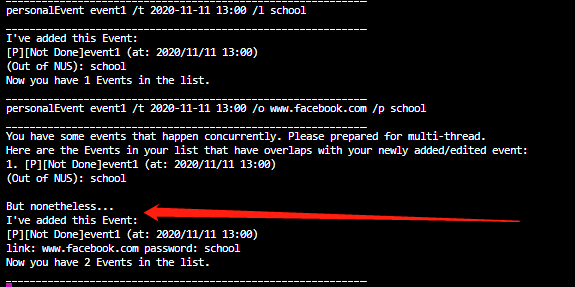 personalEvent event1 /t 2020-11-11 13:00 /l school
I've added this Event:
[P][Not Done]event1 (at: 2020/11/11 13:00)
(Out of NUS): school
Now you have 1 Events in the list.
personalEvent event1 /t 2020-11-11 13:00 /o www.facebook.com /p school
You have some events that happen concurrently. Please prepared for multi-thread.
Here are the Events in your list that have overlaps with your newly added/edited event:
1. [P][Not Done]event1 (at: 2020/11/11 13:00)
(Out of NUS): school
But nonetheless...
I've added this Event:
[P][Not Done]event1 (at: 2020/11/11 13:00)
link: www.facebook.com password: school
Now you have 2 Events in the list.